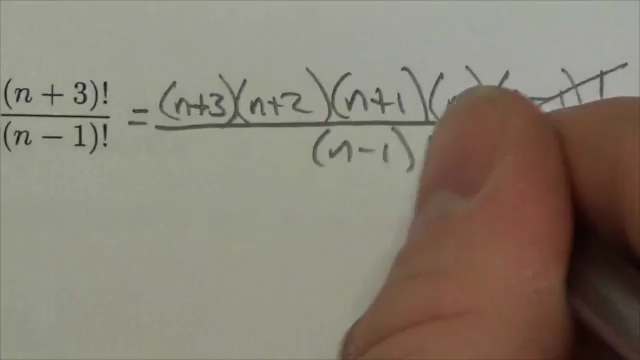 (n + 3)! / (n − 1)! = (n+3)(n+2)(n+1)( / (n−1)